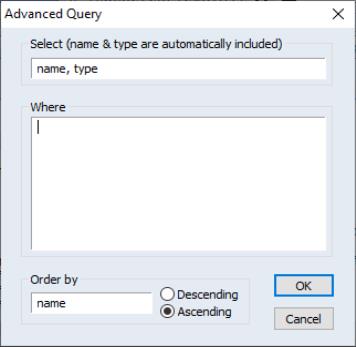 Advanced Query
Select (name & type are automatically included)
name, type
Where
Order by
name
Descending
Ascending
OK
Cancel